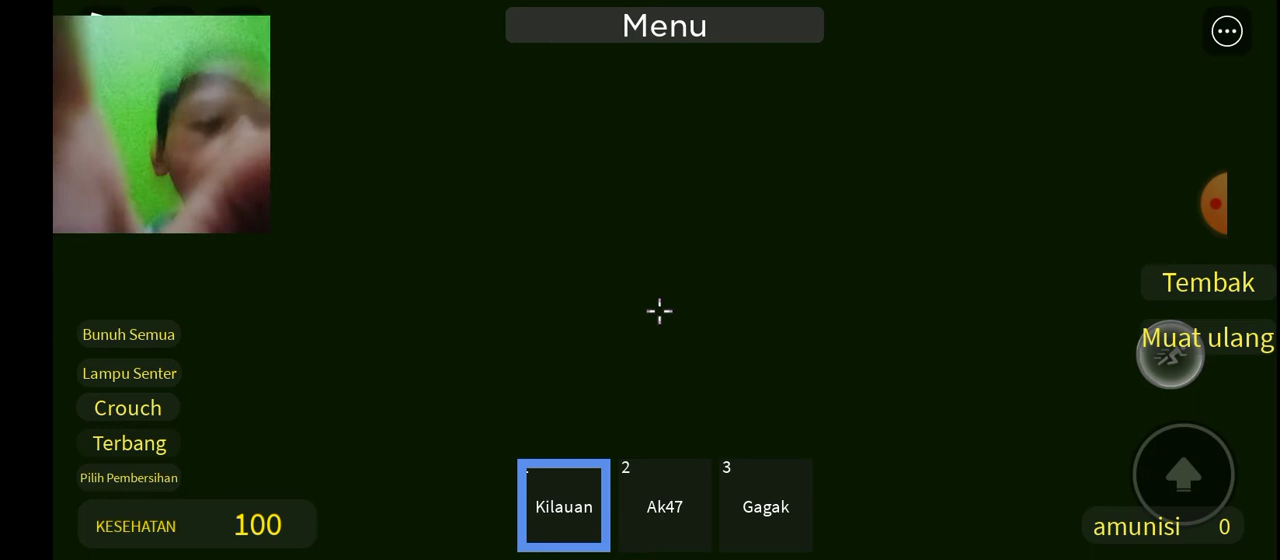 Menu
Tembak
Muat ulang
Bunuh Semua
Lampu Senter
Crouch
Terbang
Pilih Pembersihan
KESEHATAN 100
Kilauan
2
Ak47
3
Gagak
amunisi 0